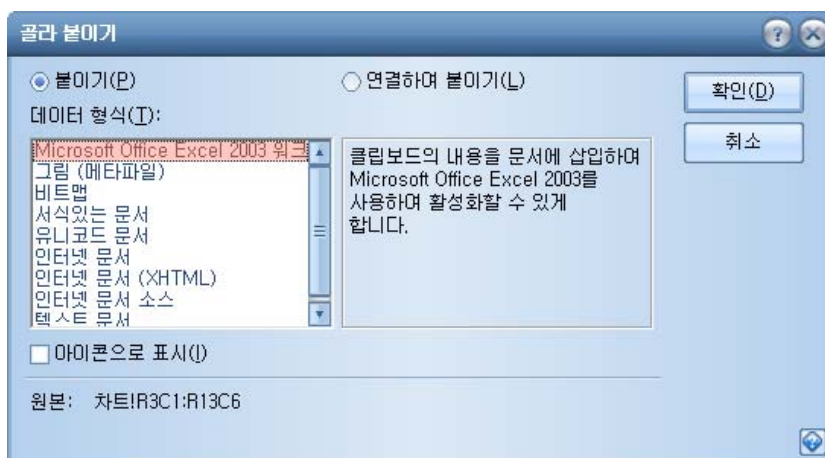 골라 붙이기
붙이기(P)
연결하여 붙이기(L)
확인(D)
데이터 형식(T):
취소
Microsoft Office Excel 2003 워크
그림 (메타파일)
비트맵
서식있는 문서
유니코드 문서
인터넷 문서
인터넷 문서 (XHTML)
인터넷 문서 소스
텍스트 문서
클립보드의 내용을 문서에 삽입하여
Microsoft Office Excel 2003를
사용하여 활성화할 수 있게
합니다.
아이콘으로 표시(I)
원본: 차트!R3C1:R13C6